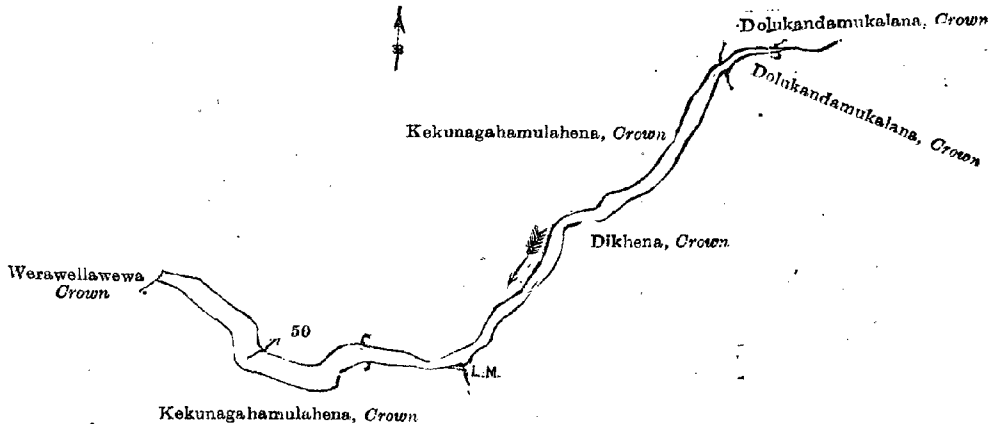 Dolukandamukalana, Crown
Dolukandamukalana, Crown
Kekunagahamulahena, Crown
Dikhena, Crown
Werawellawewa
Crown
50
L.M.
Kekunagahamulahena, Crown